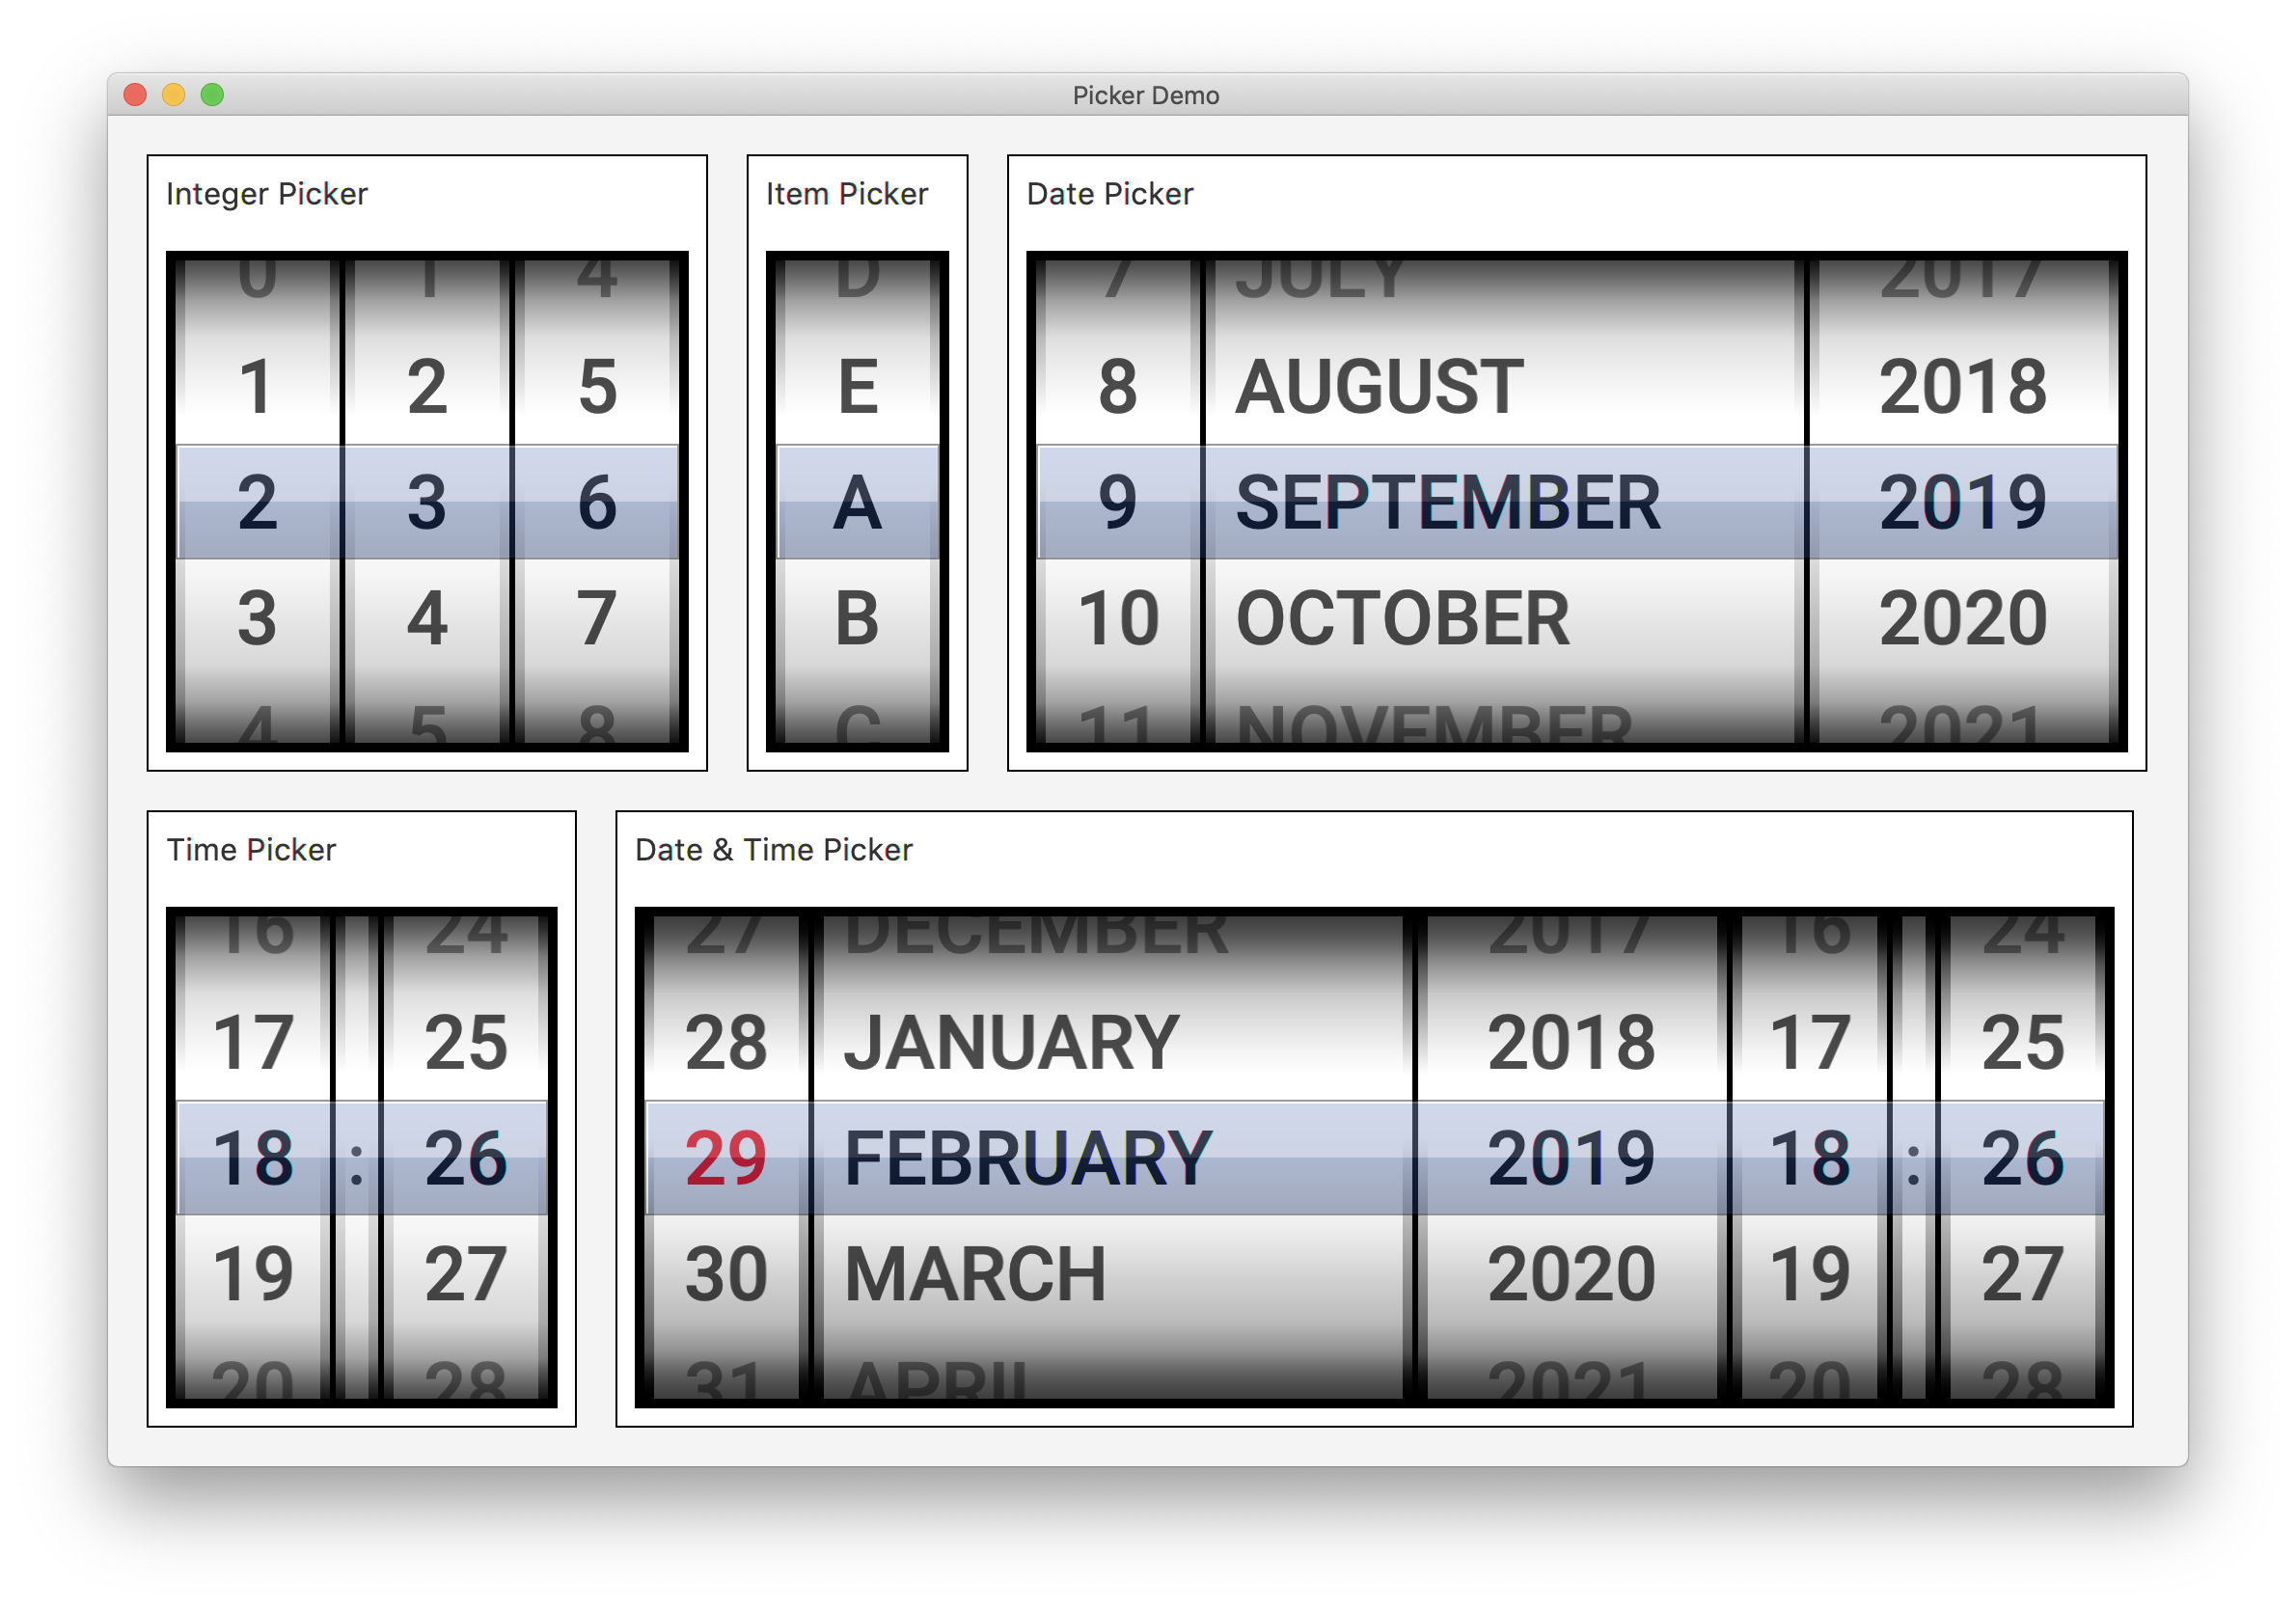 Picker Demo
Integer Picker
0 1 4
1 2 5
2 3 6
3 4 7
4 5 8
Item Picker
D
E
A
B
C
Date Picker
7 JULY 2017
8 AUGUST 2018
9 SEPTEMBER 2019
10 OCTOBER 2020
11 NOVEMBER 2021
Time Picker
16 24
17 25
18 : 26
19 27
20 28
Date & Time Picker
27 DECEMBER 2017 16 24
28 JANUARY 2018 17 25
29 FEBRUARY 2019 18 : 26
30 MARCH 2020 19 27
31 APRIL 2021 20 28